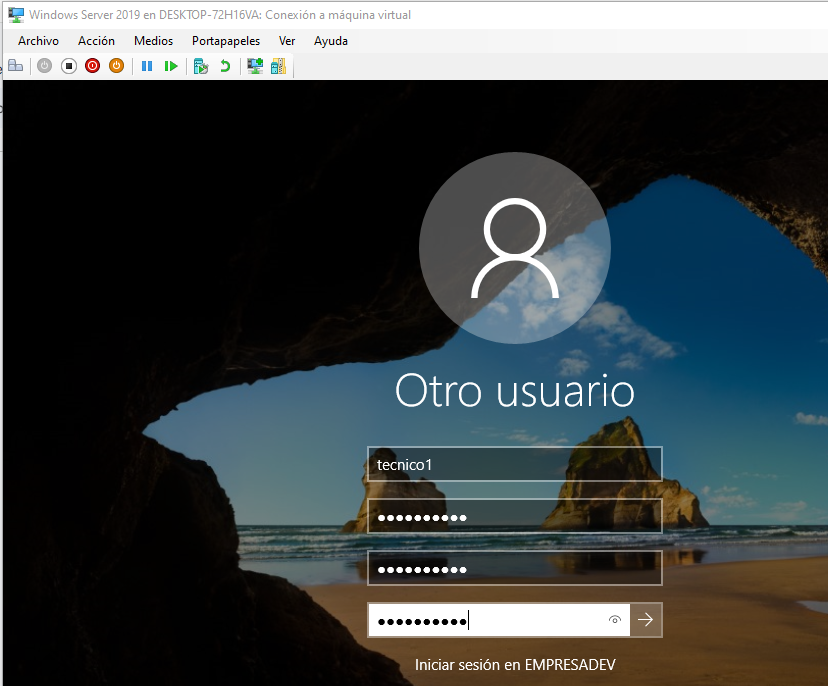 Windows Server 2019 en DESKTOP-72H16VA: Conexión a máquina virtual
Archivo Acción Medios Portapapeles Ver Ayuda
Otro usuario
tecnico1
●●●●●●●●●●
●●●●●●●●●●
●●●●●●●●●●
Iniciar sesión en EMPRESADEV